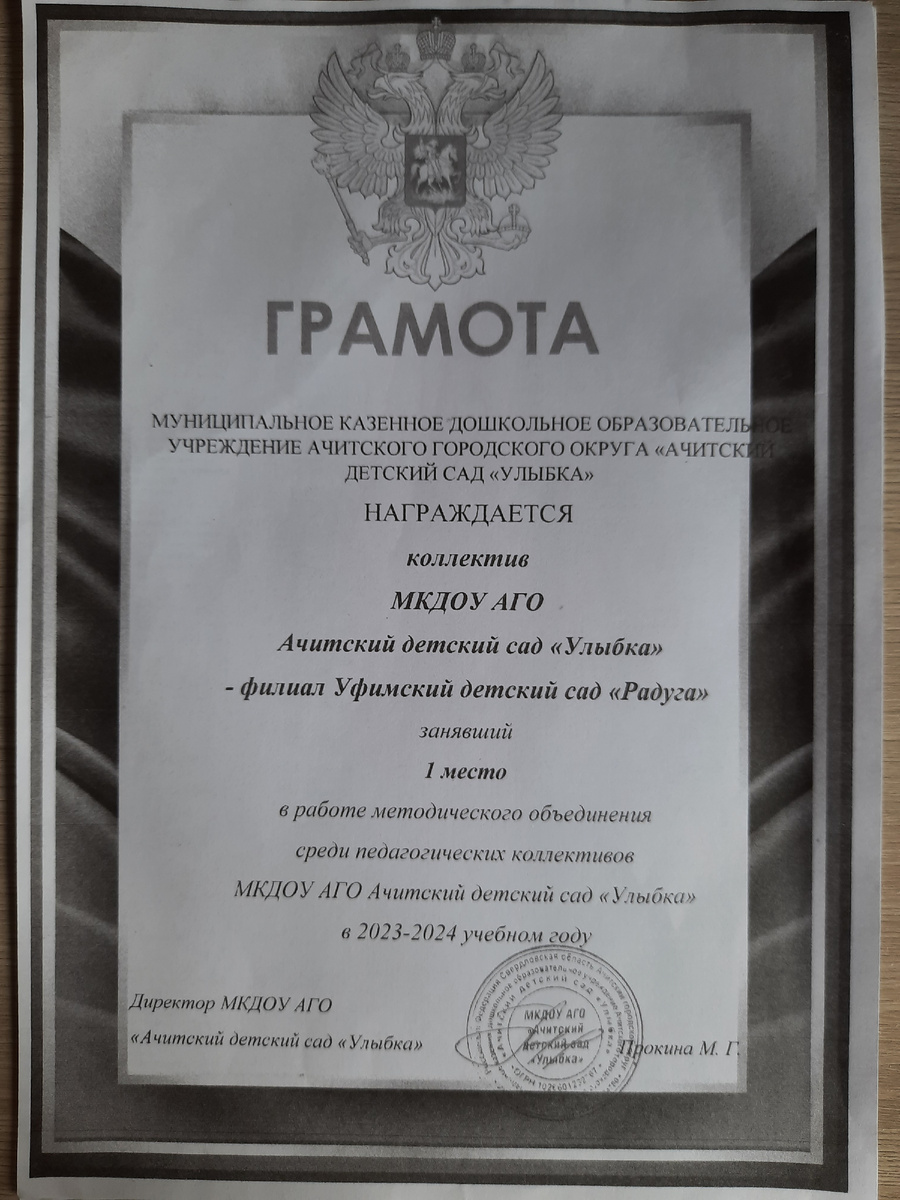 ГРАМОТА
МУНИЦИПАЛЬНОЕ КАЗЕННОЕ ДОШКОЛЬНОЕ ОБРАЗОВАТЕЛЬНОЕ
УЧРЕЖДЕНИЕ АЧИТСКОГО ГОРОДСКОГО ОКРУГА «АЧИТСКИЙ
ДЕТСКИЙ САД «УЛЫБКА»
НАГРАЖДАЕТСЯ
коллектив
МКДОУ АГО
Ачитский детский сад «Улыбка»
- филиал Уфимский детский сад «Радуга»
занявший
1 место
в работе методического объединения
среди педагогических коллективов
МКДОУ АГО Ачитский детский сад «Улыбка»
в 2023-2024 учебном году
Директор МКДОУ АГО
«Ачитский детский сад «Улыбка»
Прокина М. Г.
МКДОУ АГО
«Ачитский
детский сад
«Улыбка»